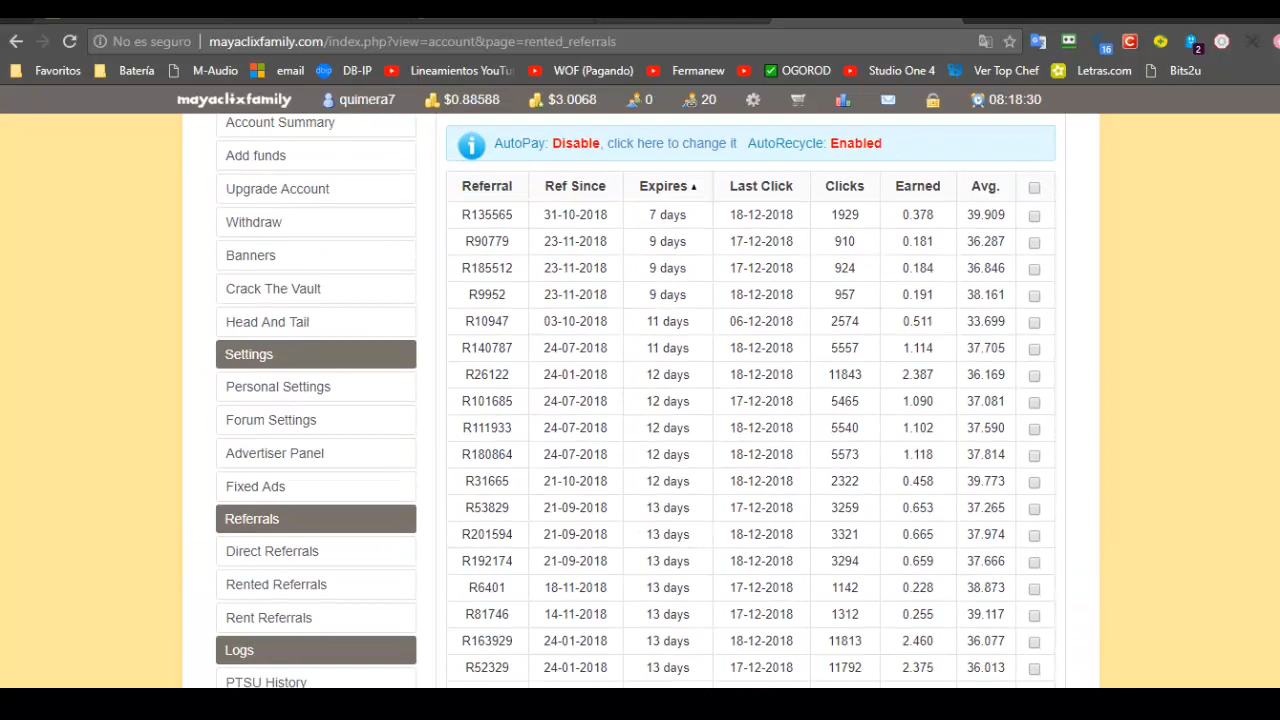 No es seguro mayaclixfamily.com/index.php?view=account&page=rented_referrals 16 2
Favoritos Batería M-Audio email dbp DB-IP Lineamientos YouTu WOF (Pagando) Fermanew OGOROD Studio One 4 Ver Top Chef Letras.com Bits2u
mayaclixfamily quimera7 $0.88588 $3.0068 0 20 08:18:30
Account Summary
Add funds
Upgrade Account
Withdraw
Banners
Crack The Vault
Head And Tail
Settings
Personal Settings
Forum Settings
Advertiser Panel
Fixed Ads
Referrals
Direct Referrals
Rented Referrals
Rent Referrals
Logs
PTSU History
AutoPay: Disable, click here to change it AutoRecycle: Enabled
Referral Ref Since Expires ▲ Last Click Clicks Earned Avg.
R135565 31-10-2018 7 days 18-12-2018 1929 0.378 39.909
R90779 23-11-2018 9 days 17-12-2018 910 0.181 36.287
R185512 23-11-2018 9 days 17-12-2018 924 0.184 36.846
R9952 23-11-2018 9 days 18-12-2018 957 0.191 38.161
R10947 03-10-2018 11 days 06-12-2018 2574 0.511 33.699
R140787 24-07-2018 11 days 18-12-2018 5557 1.114 37.705
R26122 24-01-2018 12 days 18-12-2018 11843 2.387 36.169
R101685 24-07-2018 12 days 17-12-2018 5465 1.090 37.081
R111933 24-07-2018 12 days 18-12-2018 5540 1.102 37.590
R180864 24-07-2018 12 days 18-12-2018 5573 1.118 37.814
R31665 21-10-2018 12 days 18-12-2018 2322 0.458 39.773
R53829 21-09-2018 13 days 17-12-2018 3259 0.653 37.265
R201594 21-09-2018 13 days 18-12-2018 3321 0.665 37.974
R192174 21-09-2018 13 days 18-12-2018 3294 0.659 37.666
R6401 18-11-2018 13 days 17-12-2018 1142 0.228 38.873
R81746 14-11-2018 13 days 17-12-2018 1312 0.255 39.117
R163929 24-01-2018 13 days 18-12-2018 11813 2.460 36.077
R52329 24-01-2018 13 days 17-12-2018 11792 2.375 36.013